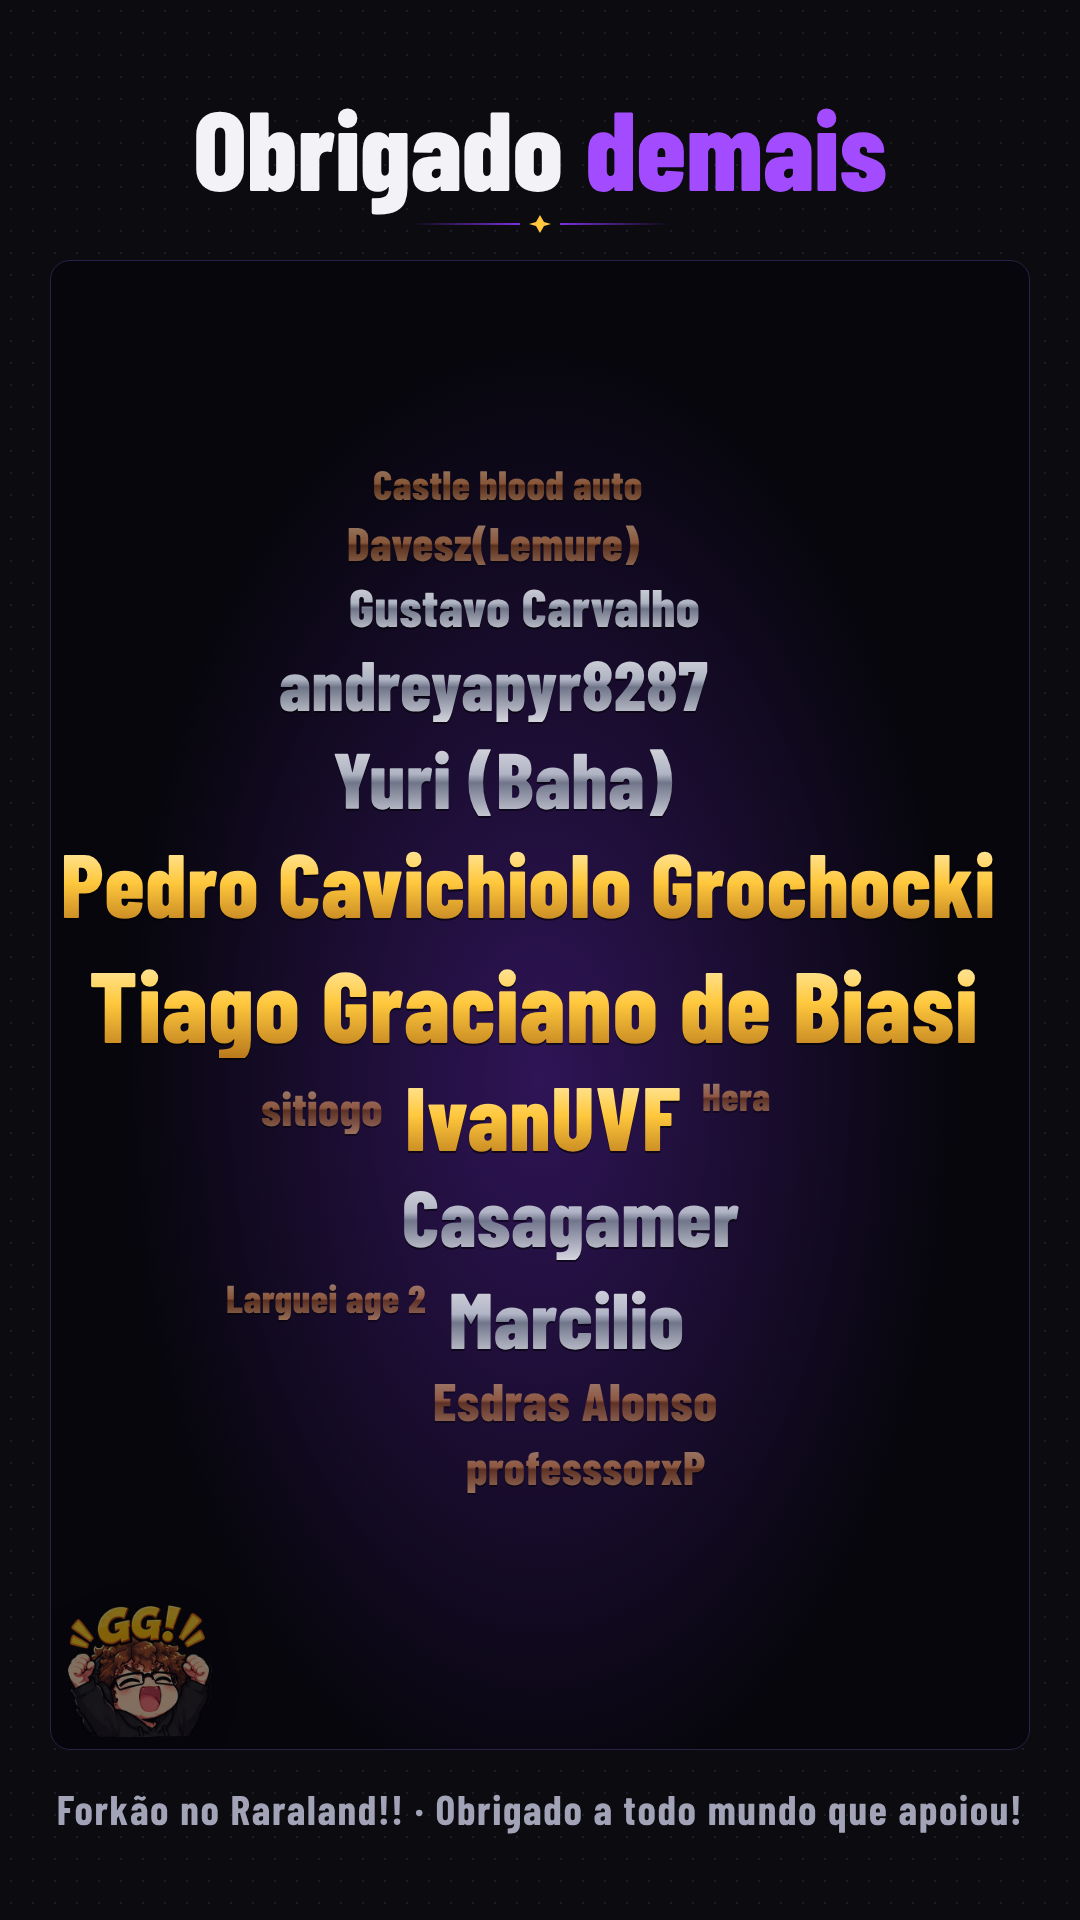 Obrigado demais
Castle blood auto
Davesz(Lemure)
Gustavo Carvalho
andreyapyr8287
Yuri (Baha)
Pedro Cavichiolo Grochocki
Tiago Graciano de Biasi
sitiogo IvanUVF Hera
Casagamer
Larguei age 2 Marcilio
Esdras Alonso
professsorxP
GG!
Forkão no Raraland!! · Obrigado a todo mundo que apoiou!